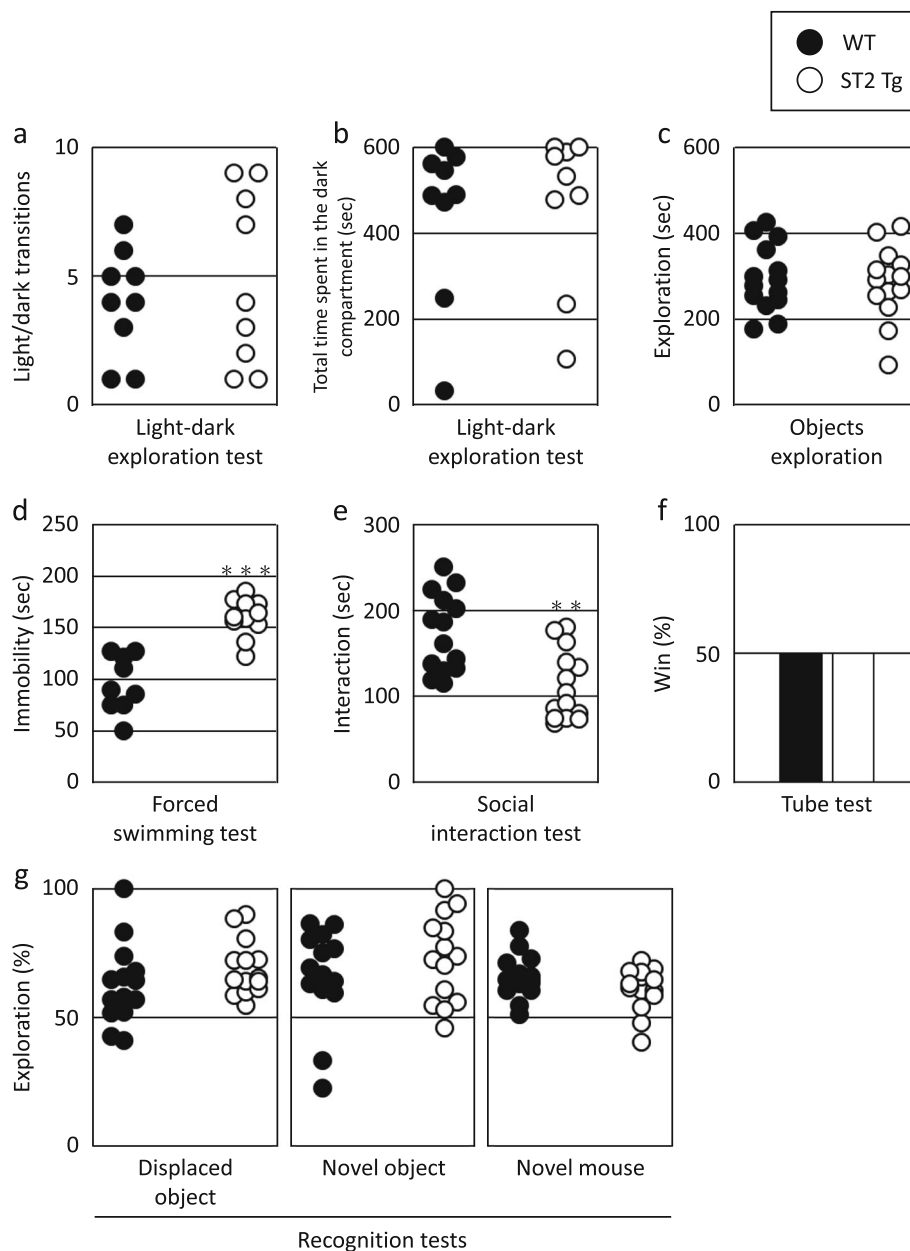 WT
ST2 Tg
a
Light/dark transitions
10
5
0
Light-dark
exploration test
b
Total time spent in the dark
compartment (sec)
600
400
200
0
Light-dark
exploration test
c
Exploration (sec)
600
400
200
0
Objects
exploration
d
Immobility (sec)
250
200
150
100
50
0
***
Forced
swimming test
e
Interaction (sec)
300
200
100
0
**
Social
interaction test
f
Win (%)
100
50
0
Tube test
g
Exploration (%)
100
50
0
Displaced
object
Novel object
Novel mouse
Recognition tests